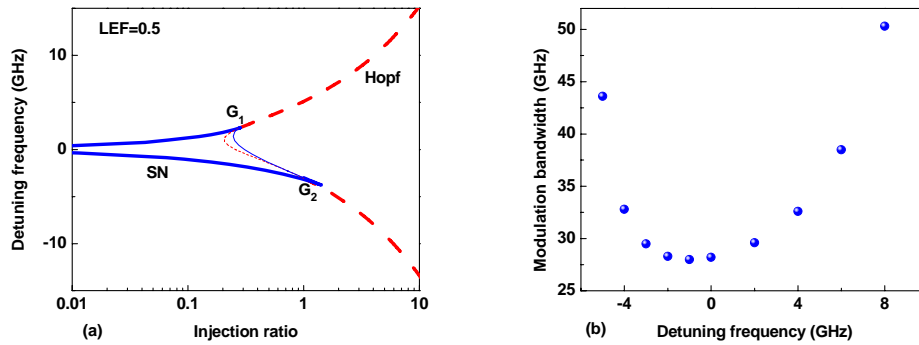 LEF=0.5
Hopf
G1
SN
G2
Detuning frequency (GHz)
10
0
-10
0.01
0.1
1
10
(a)
Injection ratio
Modulation bandwidth (GHz)
50
45
40
35
30
25
-4
0
4
8
(b)
Detuning frequency (GHz)